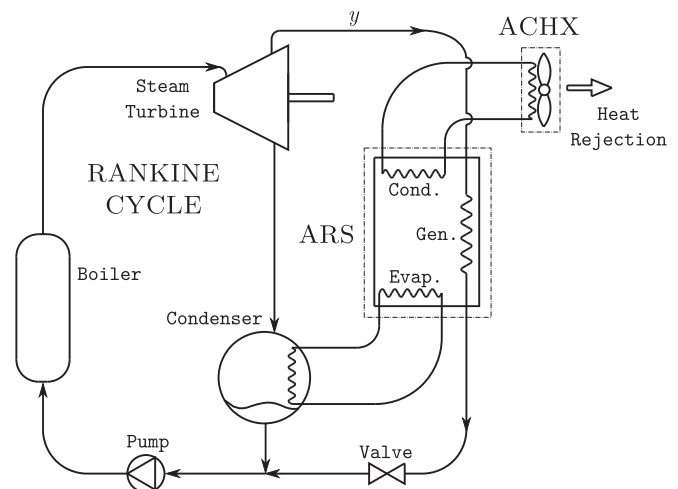 y
ACHX
Steam
Turbine
Heat
Rejection
RANKINE
CYCLE
Cond.
ARS
Gen.
Evap.
Boiler
Condenser
Pump
Valve